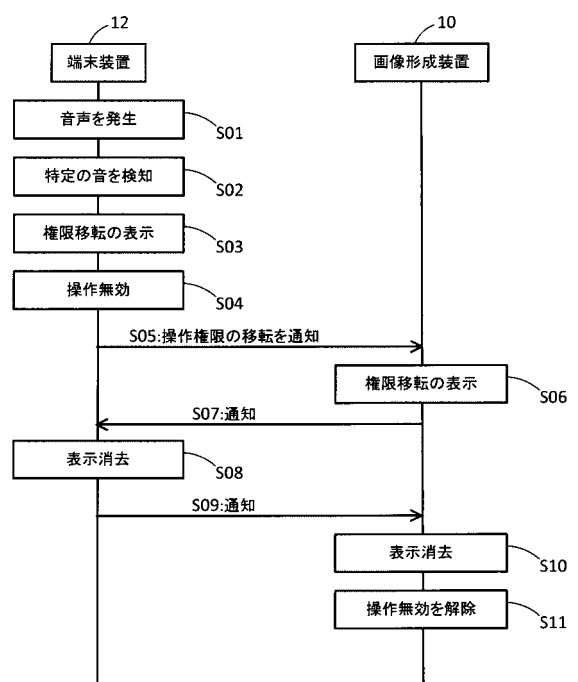 12
10
端末装置
画像形成装置
音声を発生
S01
特定の音を検知
S02
権限移転の表示
S03
操作無効
S04
S05:操作権限の移転を通知
権限移転の表示
S06
S07:通知
表示消去
S08
S09:通知
表示消去
S10
操作無効を解除
S11